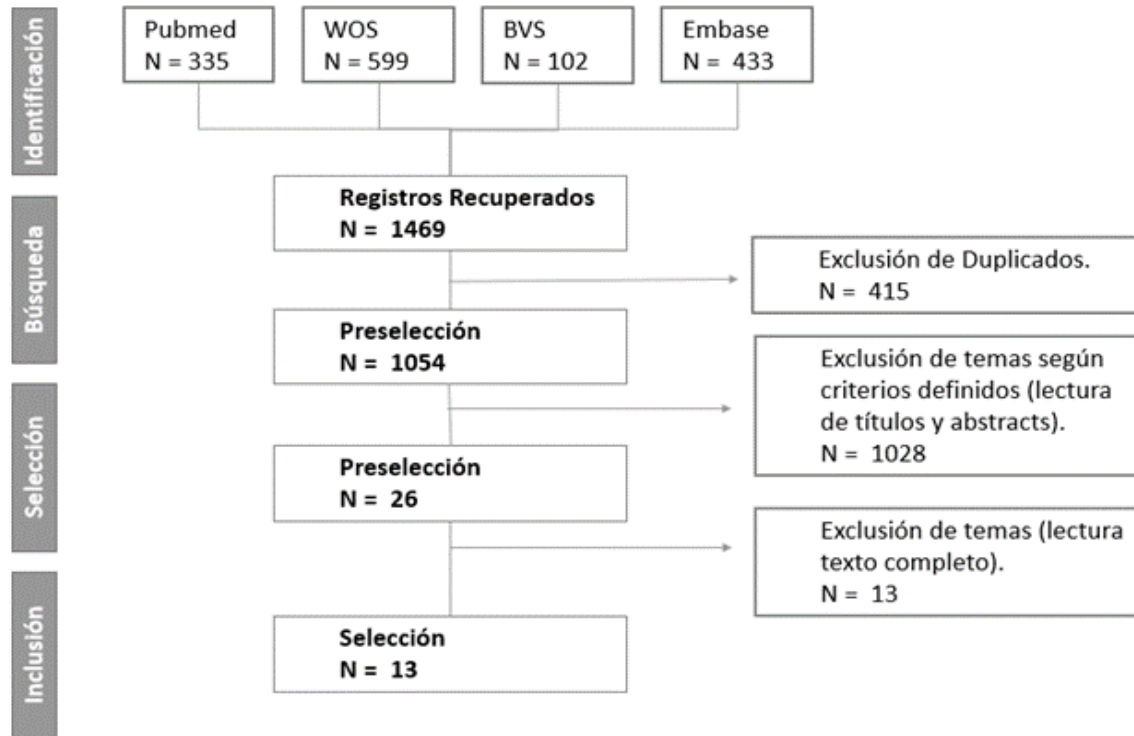 Identificación
Pubmed
N = 335
WOS
N = 599
BVS
N = 102
Embase
N = 433
Registros Recuperados
N = 1469
Búsqueda
Exclusión de Duplicados.
N = 415
Preselección
N = 1054
Exclusión de temas según
criterios definidos (lectura
de títulos y abstracts).
N = 1028
Selección
Preselección
N = 26
Exclusión de temas (lectura
texto completo).
N = 13
Inclusión
Selección
N = 13